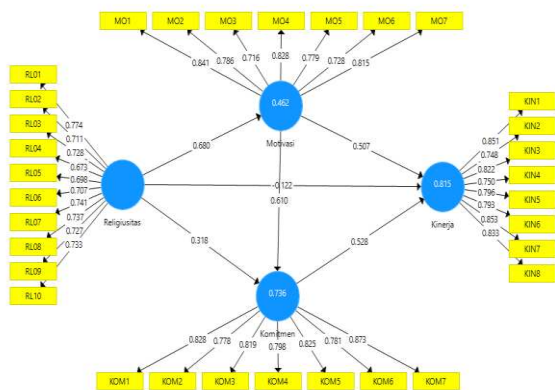 MO1 MO2 MO3 MO4 MO5 MO6 MO7
0.841 0.786 0.716 0.828 0.779 0.728 0.815
0.462
Motivasi
RL01
RL02
RL03
RL04
RL05
RL06
RL07
RL08
RL09
RL10
0.774
0.711
0.728
0.673
0.698
0.707
0.741
0.737
0.727
0.733
Religiusitas
0.680
0.507
-0.122
0.610
0.318
0.528
0.815
Kinerja
0.851
0.748
0.822
0.750
0.796
0.793
0.853
0.833
KIN1
KIN2
KIN3
KIN4
KIN5
KIN6
KIN7
KIN8
0.736
Komitmen
0.828 0.778 0.819 0.798 0.825 0.781 0.873
KOM1 KOM2 KOM3 KOM4 KOM5 KOM6 KOM7